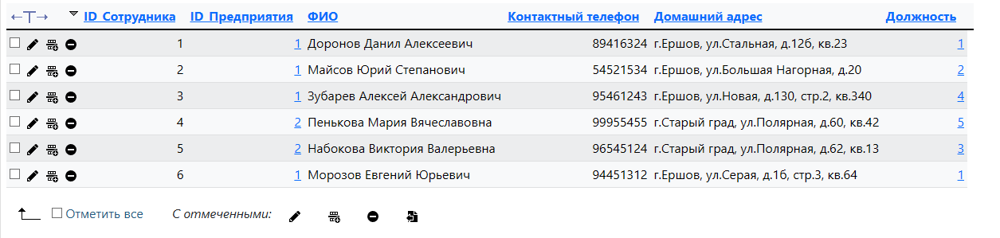 ID_Сотрудника ID_Предприятия ФИО Контактный телефон Домашний адрес Должность
1 1 Доронов Данил Алексеевич 89416324 г.Ершов, ул.Стальная, д.12б, кв.23 1
2 1 Майсов Юрий Степанович 54521534 г.Ершов, ул.Большая Нагорная, д.20 2
3 1 Зубарев Алексей Александрович 95461243 г.Ершов, ул.Новая, д.130, стр.2, кв.340 4
4 2 Пенькова Мария Вячеславовна 99955455 г.Старый град, ул.Полярная, д.60, кв.42 5
5 2 Набокова Виктория Валерьевна 96545124 г.Старый град, ул.Полярная, д.62, кв.13 3
6 1 Морозов Евгений Юрьевич 94451312 г.Ершов, ул.Серая, д.1б, стр.3, кв.64 1
Отметить все С отмеченными: